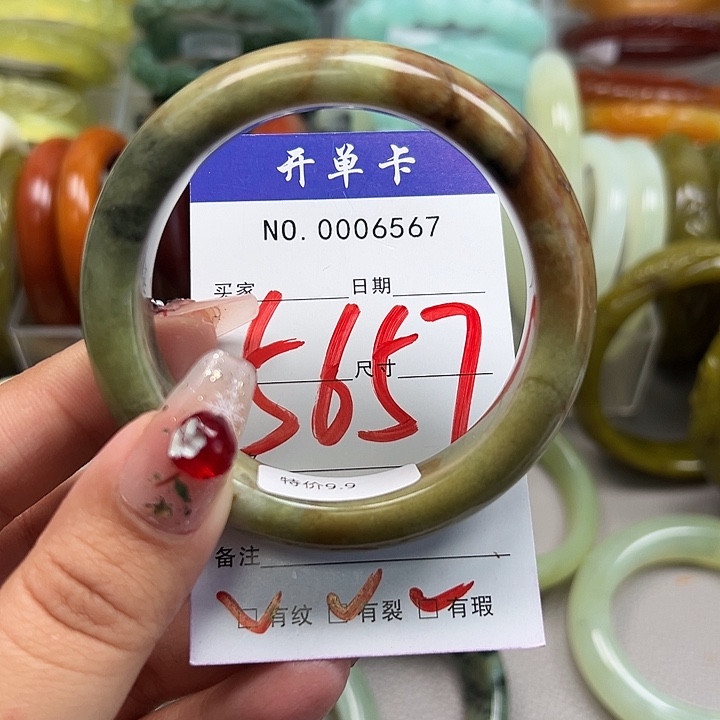 开单卡
NO. 0006567
买家 日期
5657
尺寸
特价9.9
备注
有纹 有裂 有瑕